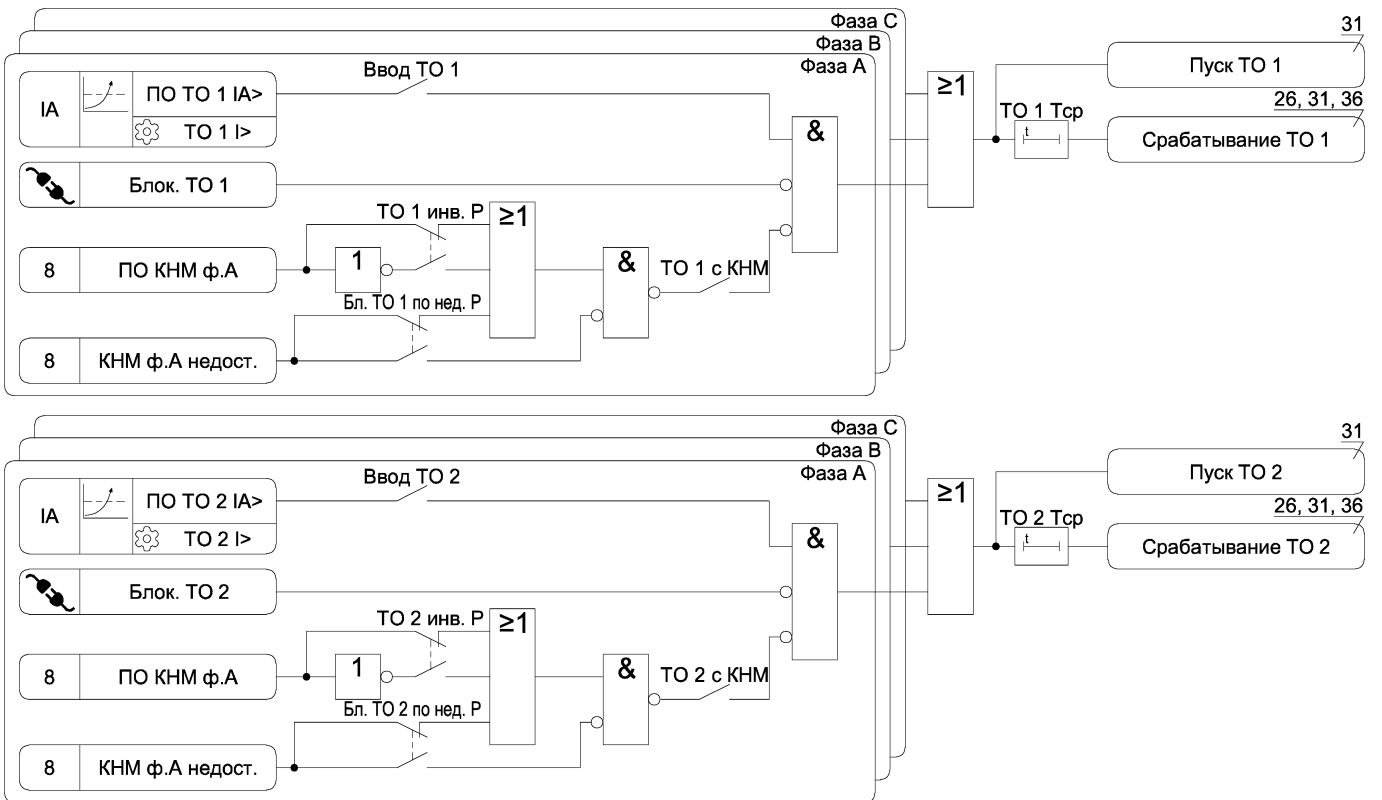 Фаза C
Фаза B
Фаза A
31
Ввод ТО 1
IA
ПО ТО 1 IA>
ТО 1 I>
≥1
Пуск ТО 1
26, 31, 36
ТО 1 Тср
t
Срабатывание ТО 1
&
Блок. ТО 1
ТО 1 инв. Р
≥1
8
ПО КНМ ф.А
1
&
ТО 1 с КНМ
Бл. ТО 1 по нед. Р
8
КНМ ф.А недост.
Фаза C
Фаза B
Фаза A
31
Ввод ТО 2
IA
ПО ТО 2 IA>
ТО 2 I>
≥1
Пуск ТО 2
26, 31, 36
ТО 2 Тср
t
Срабатывание ТО 2
&
Блок. ТО 2
ТО 2 инв. Р
≥1
8
ПО КНМ ф.А
1
&
ТО 2 с КНМ
Бл. ТО 2 по нед. Р
8
КНМ ф.А недост.